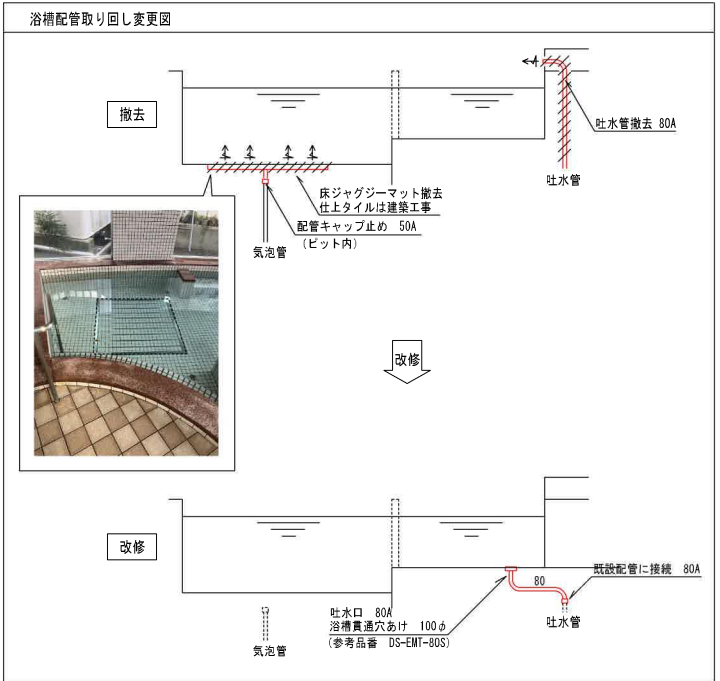 浴槽配管取り回し変更図
撤去
吐水管撤去 80A
吐水管
床ジャグジーマット撤去
仕上タイルは建築工事
配管キャップ止め 50A
(ピット内)
気泡管
改修
改修
既設配管に接続 80A
80
吐水口 80A
浴槽貫通穴あけ 100φ
(参考品番 DS-EMT-80S)
吐水管
気泡管